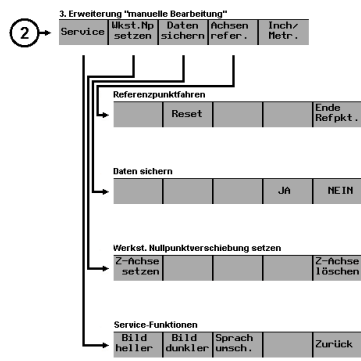 3. Erweiterung "manuelle Bearbeitung"
2
Service
Wkst.Np setzen
Daten sichern
Achsen refer.
Inch/ Metr.
Referenzpunktfahren
Reset
Ende Refpkt.
Daten sichern
JA
NEIN
Werkst. Nullpunktverschiebung setzen
Z-Achse setzen
Z-Achse löschen
Service-Funktionen
Bild heller
Bild dunkler
Sprach umsch.
Zurück